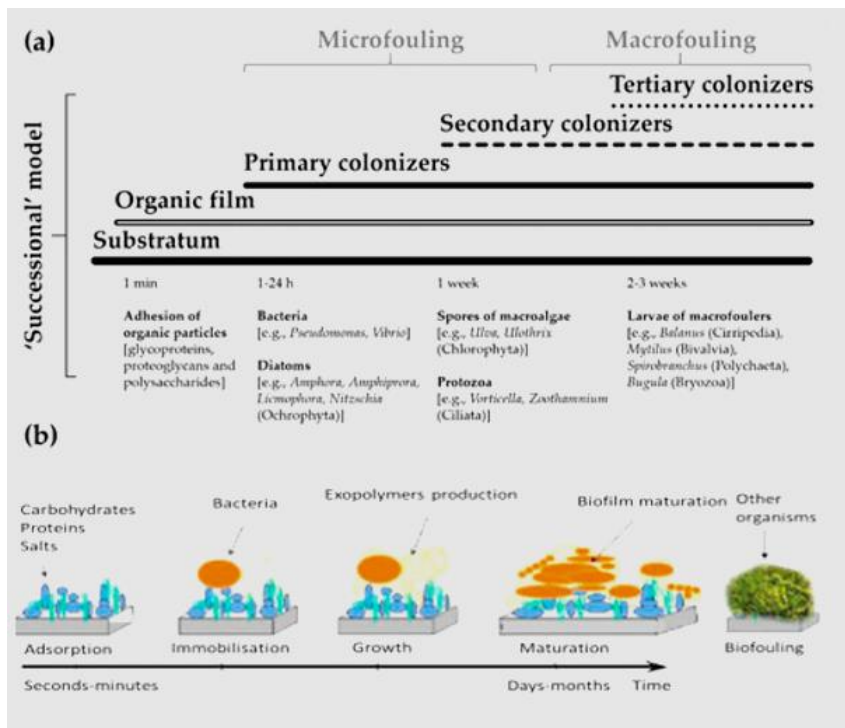 (a)
Microfouling
Macrofouling
'Successional' model
Tertiary colonizers
Secondary colonizers
Primary colonizers
Organic film
Substratum
1 min
Adhesion of
organic particles
[glycoproteins,
proteoglycans and
polysaccharides]
1-24 h
Bacteria
[e.g., Pseudomonas, Vibrio]
Diatoms
[e.g., Amphora, Amphiprora,
Licmophora, Nitzschia
(Ochrophyta)]
1 week
Spores of macroalgae
[e.g., Ulva, Ulothrix
(Chlorophyta)]
Protozoa
[e.g., Vorticella, Zoothamnium
(Ciliata)]
2-3 weeks
Larvae of macrofoulers
[e.g., Balanus (Cirripedia),
Mytilus (Bivalvia),
Spirobranchus (Polychaeta),
Bugula (Bryozoa)]
(b)
Carbohydrates
Proteins
Salts
Bacteria
Exopolymers production
Biofilm maturation
Other
organisms
Adsorption
Immobilisation
Growth
Maturation
Biofouling
Seconds-minutes
Days-months
Time